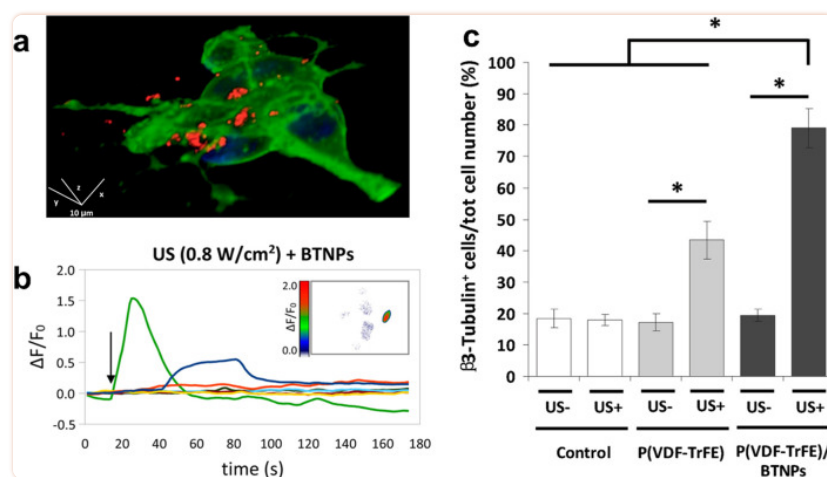 a
z
x
y
10 μm
b
US (0.8 W/cm²) + BTNPs
ΔF/F₀
2.0
1.5
1.0
0.5
0.0
-0.5
0 20 40 60 80 100 120 140 160 180
time (s)
2.0
ΔF/F₀
0.0
c
β3-Tubulin⁺ cells/tot cell number (%)
100
90
80
70
60
50
40
30
20
10
0
*
*
*
US- US+ US- US+ US- US+
Control P(VDF-TrFE) P(VDF-TrFE)/
BTNPs